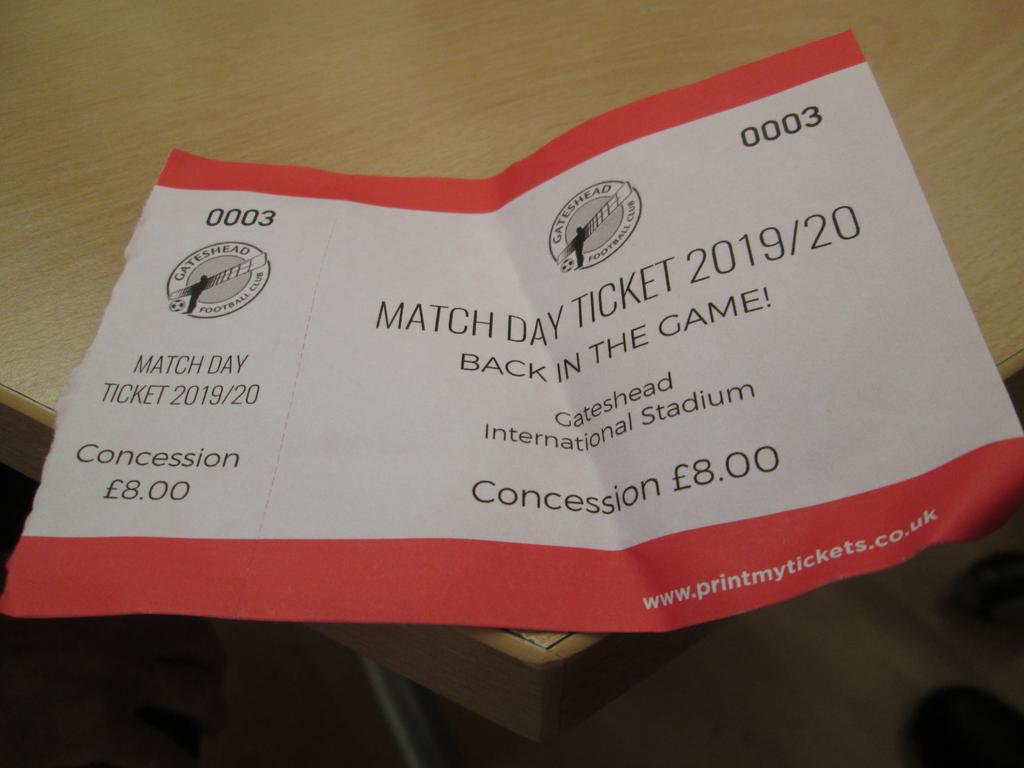 0003
GATESHEAD
FOOTBALL CLUB
MATCH DAY
TICKET 2019/20
Concession
£8.00
0003
GATESHEAD
FOOTBALL CLUB
MATCH DAY TICKET 2019/20
BACK IN THE GAME!
Gateshead
International Stadium
Concession £8.00
www.printmytickets.co.uk